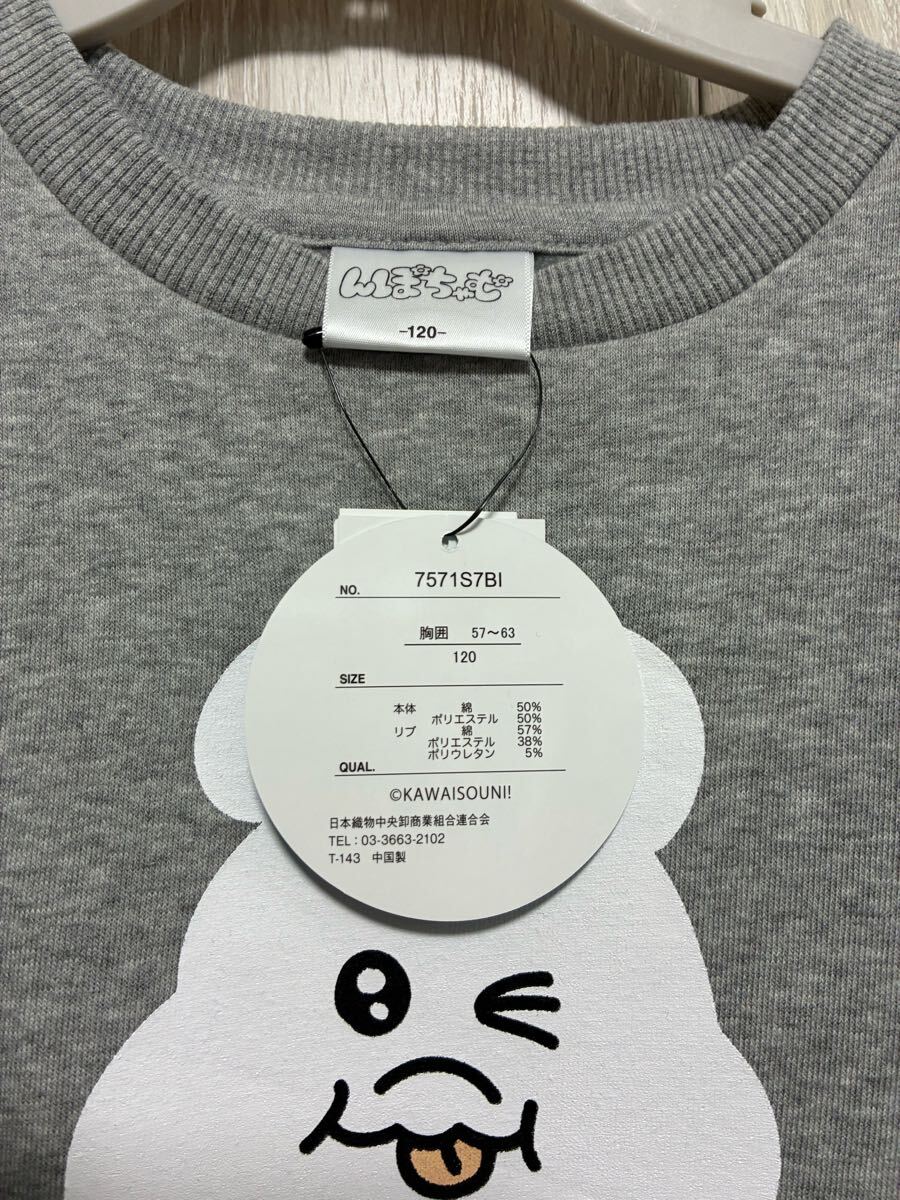 んぽちゃむ
-120-
NO. 7571S7BI
胸囲 57～63
120
SIZE
本体 綿 50%
ポリエステル 50%
リブ 綿 57%
ポリエステル 38%
ポリウレタン 5%
QUAL.
©KAWAISOUNI!
日本織物中央卸商業組合連合会
TEL：03-3663-2102
T-143 中国製